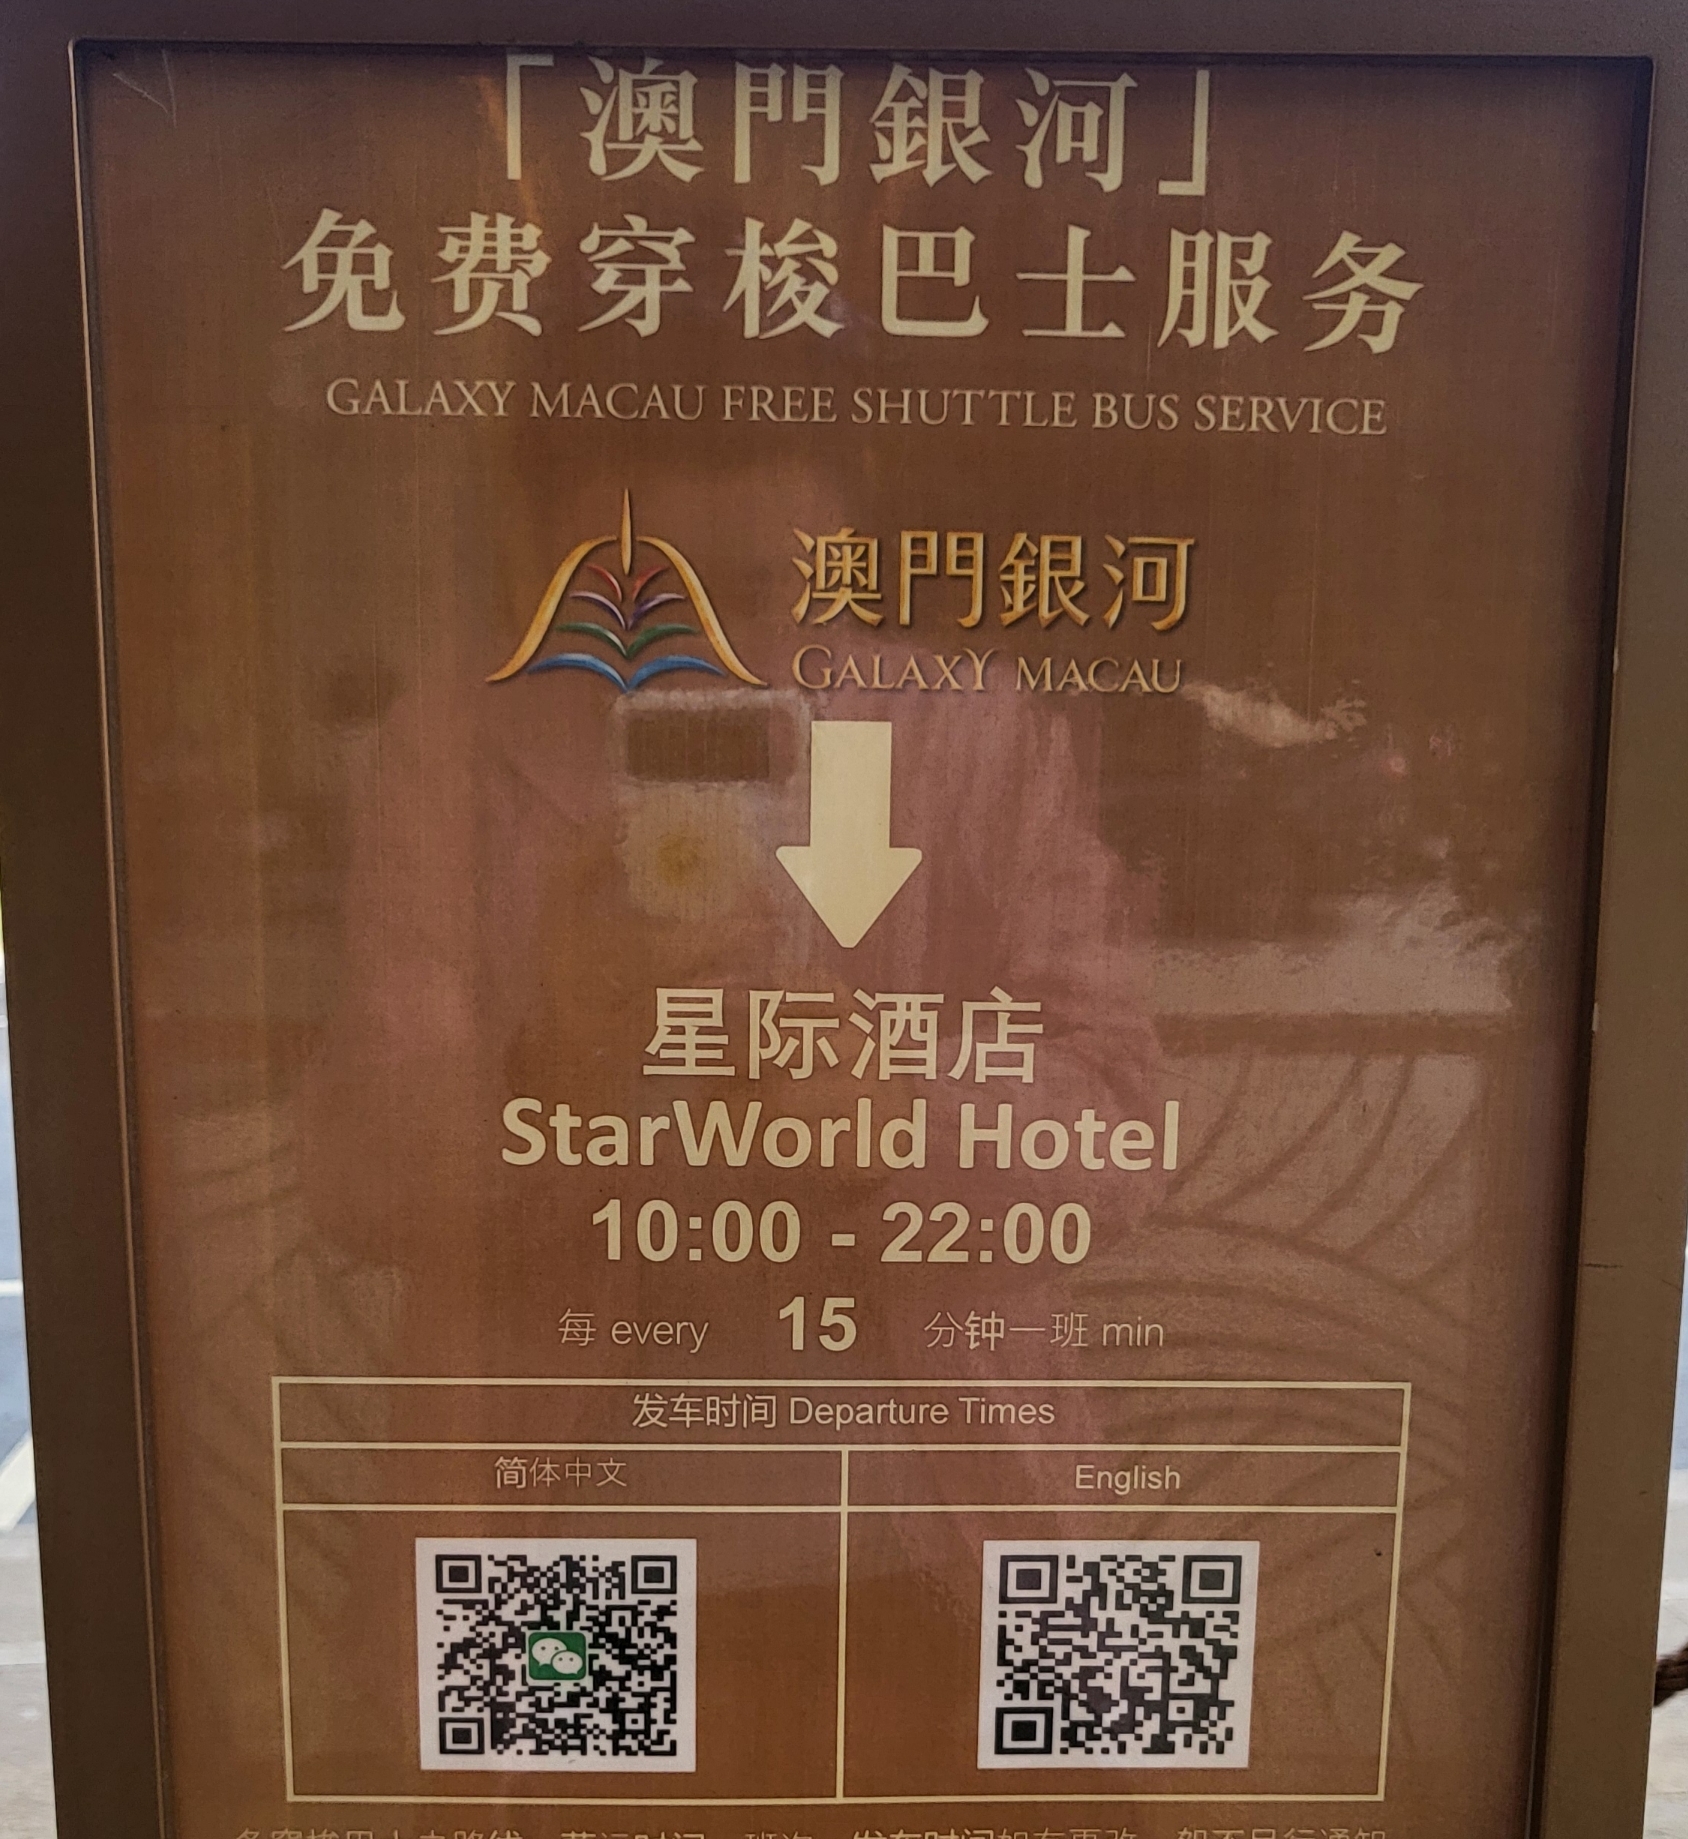 「澳門銀河」
免费穿梭巴士服务
GALAXY MACAU FREE SHUTTLE BUS SERVICE
澳門銀河
GALAXY MACAU
星际酒店
StarWorld Hotel
10:00 - 22:00
每 every 15 分钟一班 min
发车时间 Departure Times
简体中文 English